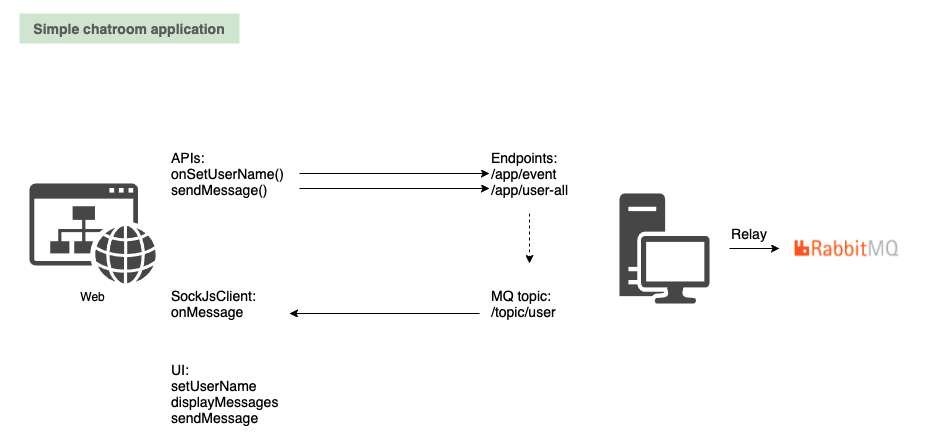 Simple chatroom application
APIs:
onSetUserName()
sendMessage()
Endpoints:
/app/event
/app/user-all
Relay
RabbitMQ
Web
SockJsClient:
onMessage
MQ topic:
/topic/user
UI:
setUserName
displayMessages
sendMessage